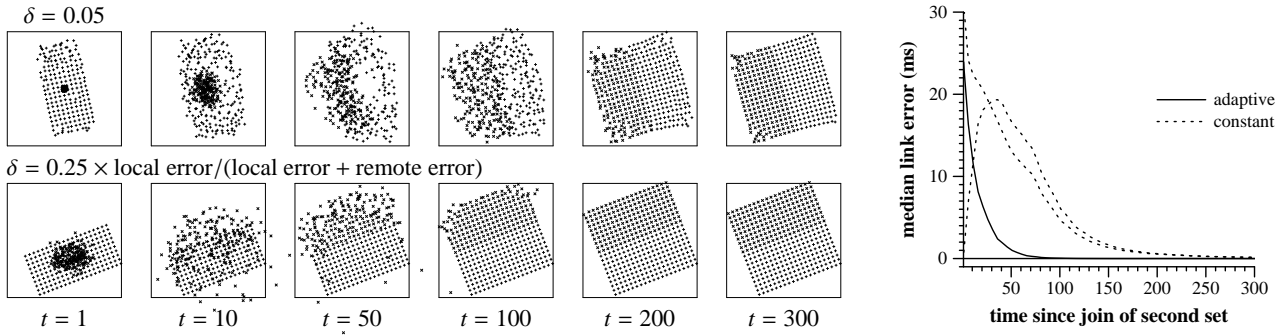 δ = 0.05
δ = 0.25 × local error/(local error + remote error)
t = 1
t = 10
t = 50
t = 100
t = 200
t = 300
median link error (ms)
30
20
10
0
adaptive
constant
50 100 150 200 250 300
time since join of second set